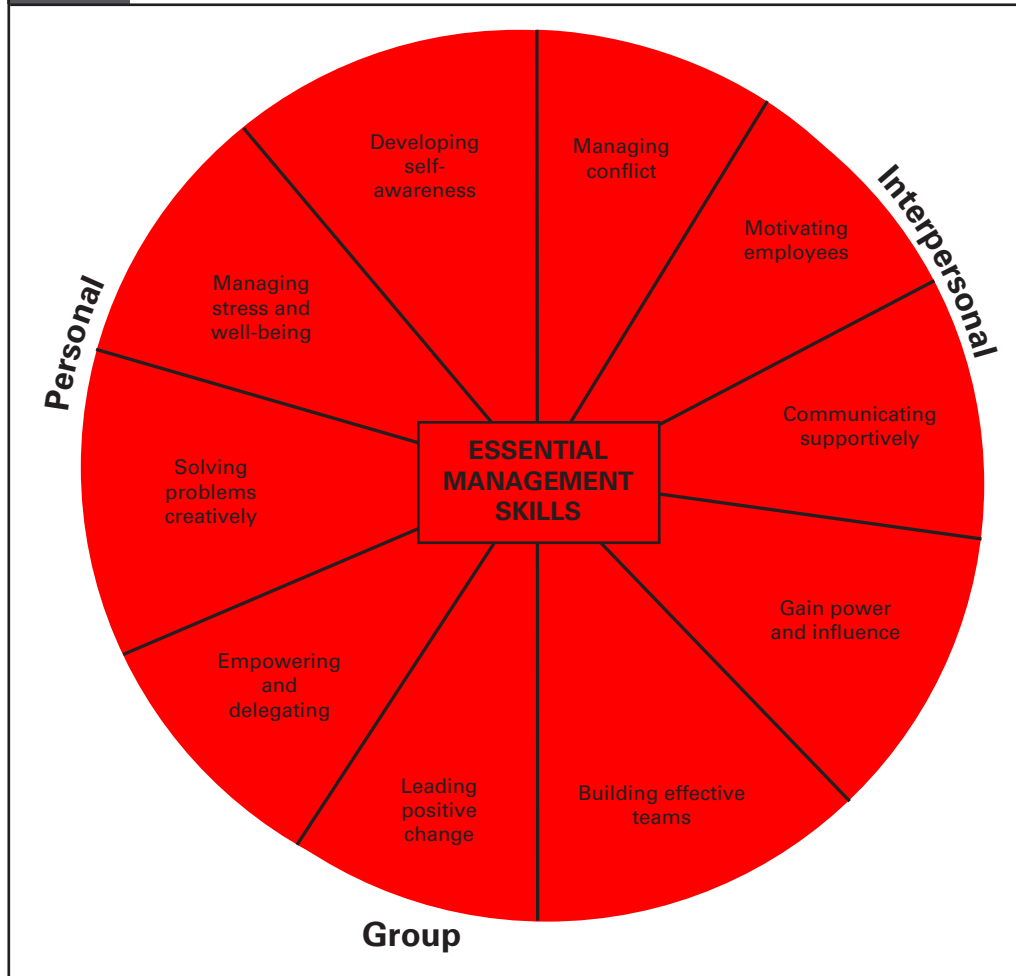 Developing
self-
awareness
Managing
conflict
Motivating
employees
Interpersonal
Communicating
supportively
Gain power
and influence
Building effective
teams
Leading
positive
change
Group
Empowering
and
delegating
Solving
problems
creatively
Managing
stress and
well-being
Personal
ESSENTIAL
MANAGEMENT
SKILLS